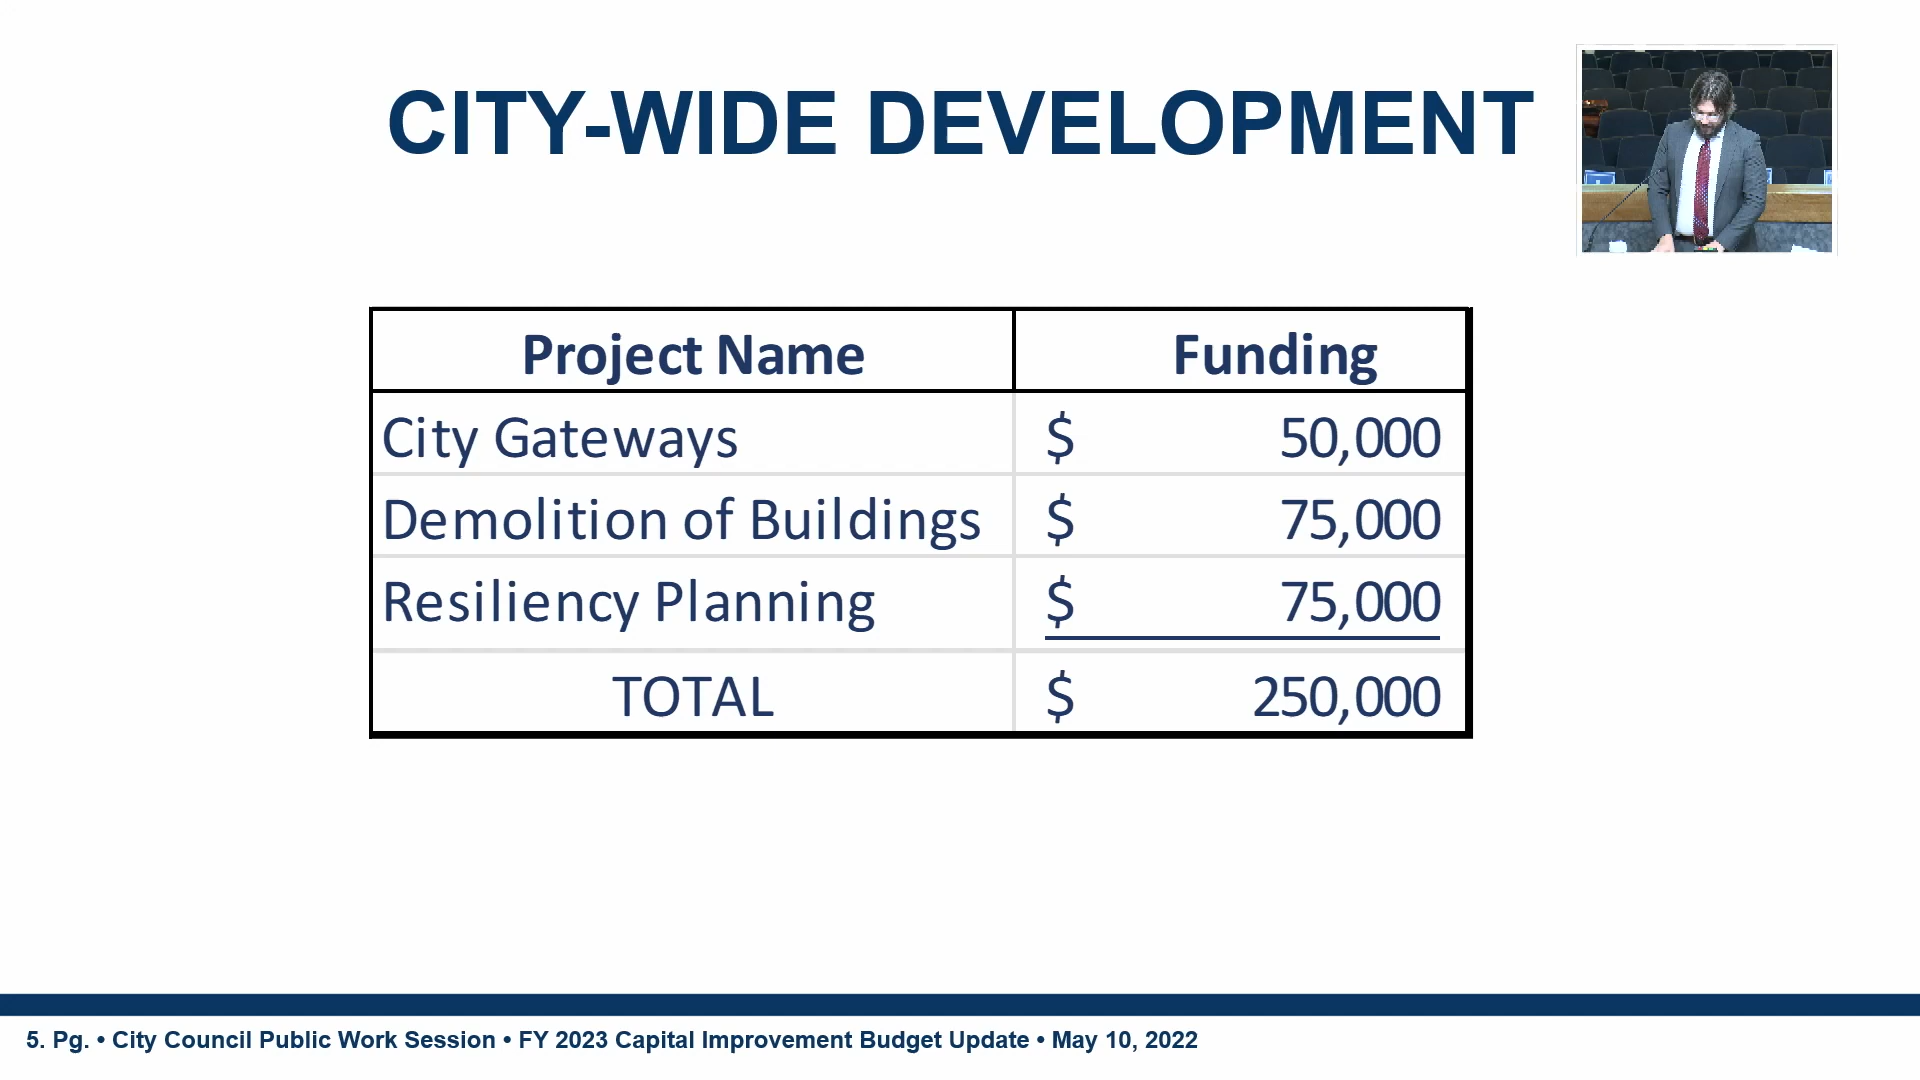 CITY-WIDE DEVELOPMENT
Project Name Funding
City Gateways $ 50,000
Demolition of Buildings $ 75,000
Resiliency Planning $ 75,000
TOTAL $ 250,000
5. Pg. • City Council Public Work Session • FY 2023 Capital Improvement Budget Update • May 10, 2022